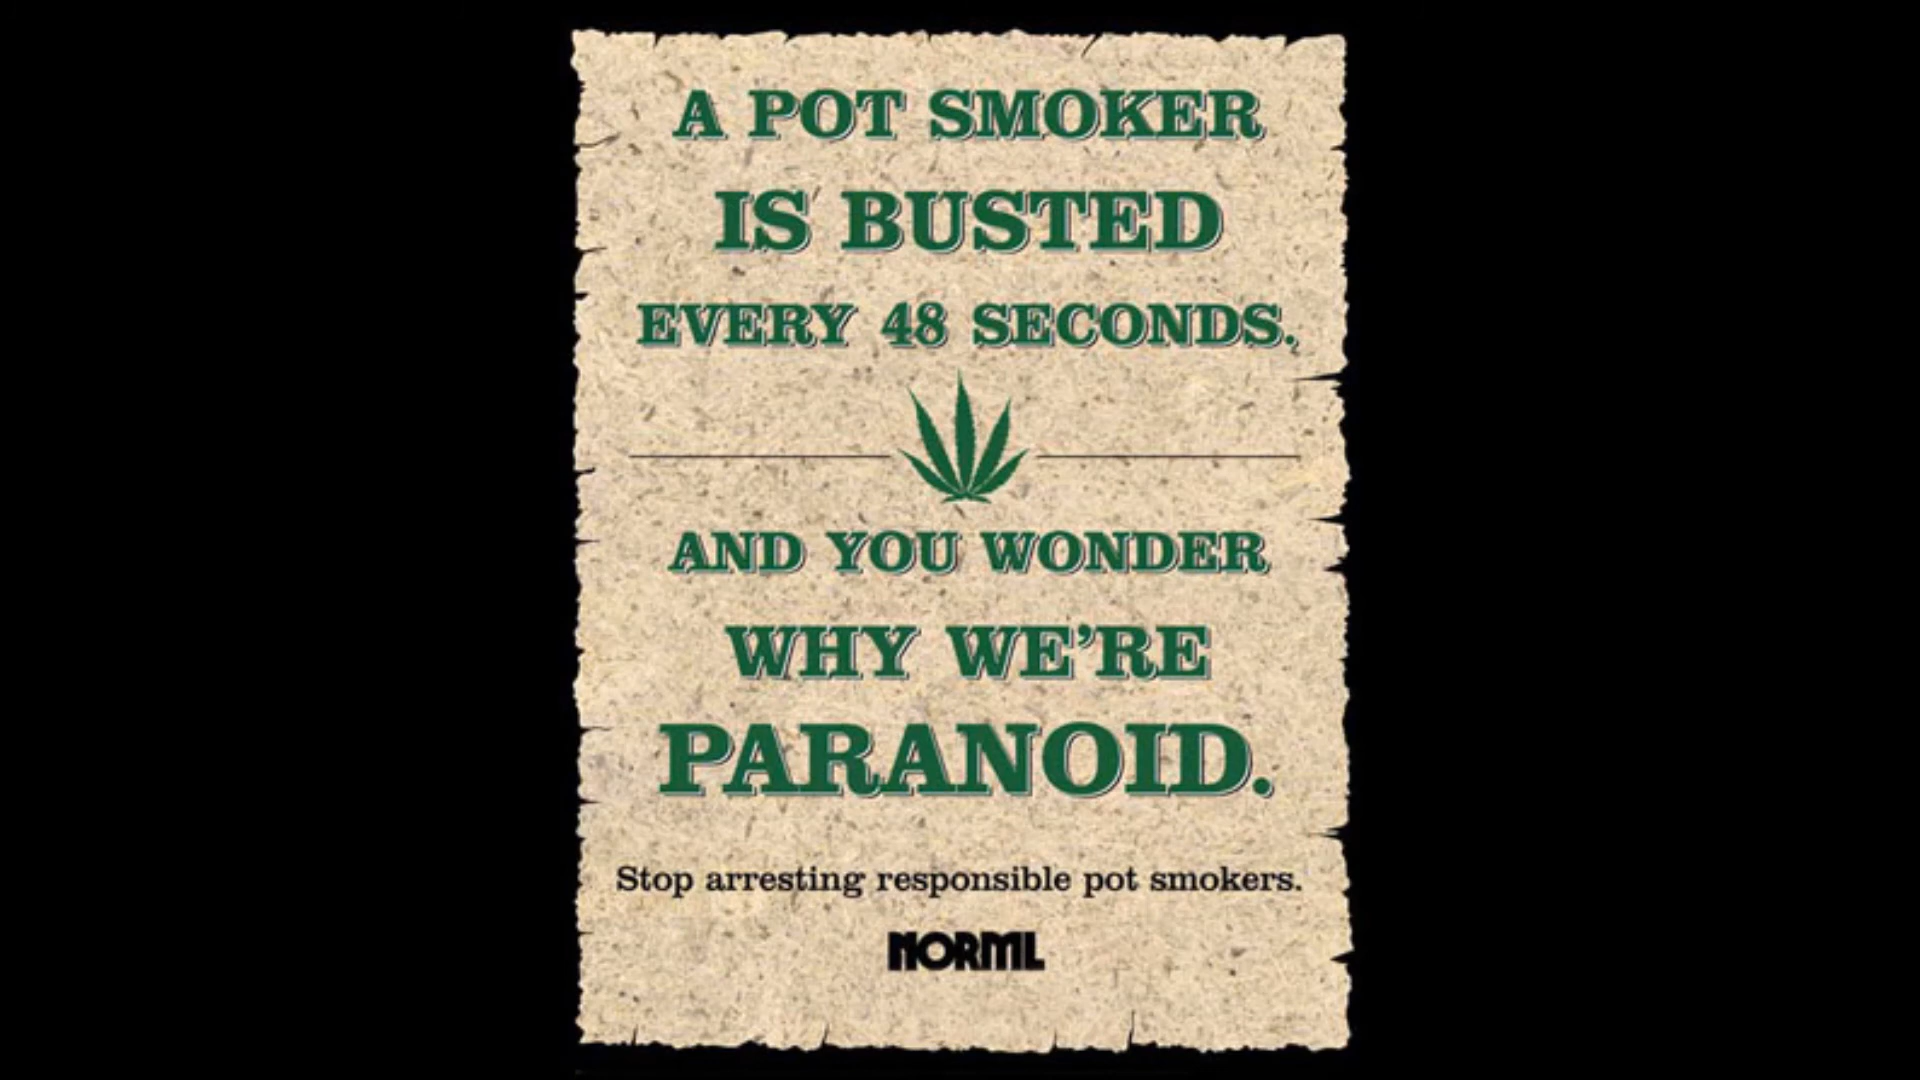 A POT SMOKER
IS BUSTED
EVERY 48 SECONDS.
AND YOU WONDER
WHY WE'RE
PARANOID.
Stop arresting responsible pot smokers.
NORML